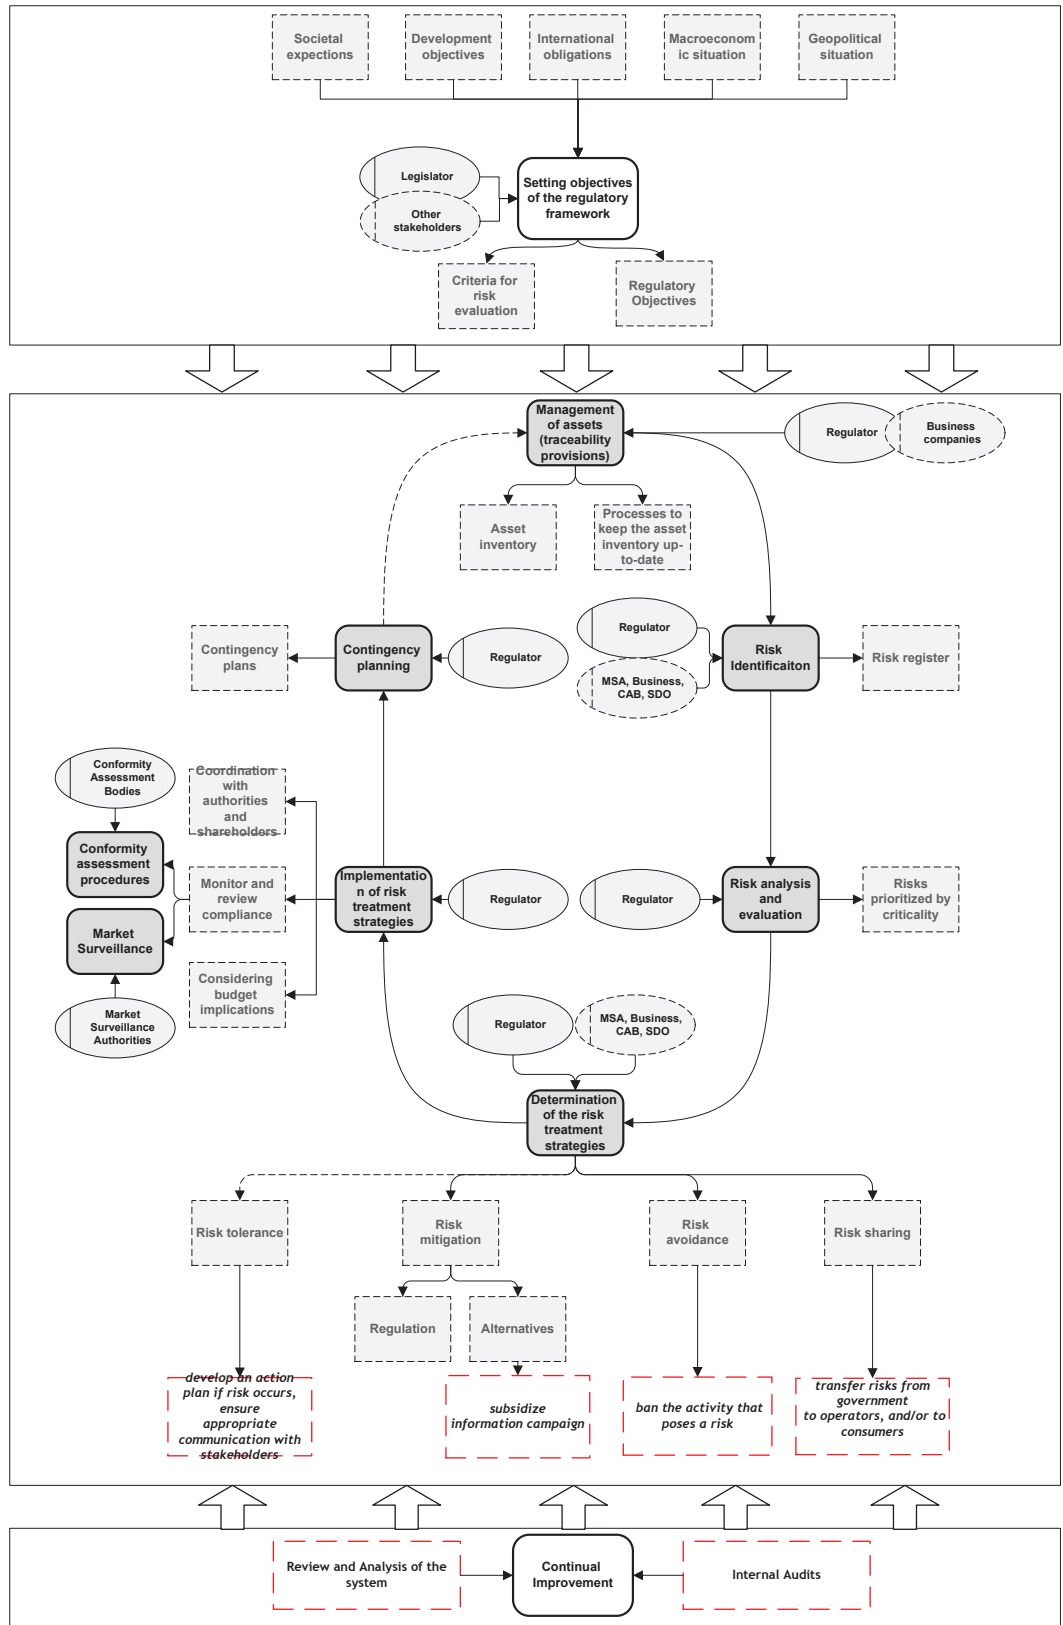 Societal
expections
Development
objectives
International
obligations
Macroeconom
ic situation
Geopolitical
situation
Legislator
Other
stakeholders
Setting objectives
of the regulatory
framework
Criteria for
risk
evaluation
Regulatory
Objectives
Management
of assets
(traceability
provisions)
Regulator
Business
companies
Asset
inventory
Processes to
keep the asset
inventory up-
to-date
Contingency
plans
Contingency
planning
Regulator
Regulator
MSA, Business,
CAB, SDO
Risk
Identificaiton
Risk register
Conformity
Assessment
Bodies
Coordination
with
authorities
and
shareholders
Conformity
assessment
procedures
Monitor and
review
compliance
Implementatio
n of risk
treatment
strategies
Regulator
Regulator
Risk analysis
and
evaluation
Risks
prioritized by
criticality
Market
Surveillance
Considering
budget
implications
Market
Surveillance
Authorities
Regulator
MSA, Business,
CAB, SDO
Determination
of the risk
treatment
strategies
Risk tolerance
Risk
mitigation
Risk
avoidance
Risk sharing
Regulation
Alternatives
develop an action
plan if risk occurs,
ensure
appropriate
communication with
stakeholders
subsidize
information campaign
ban the activity that
poses a risk
transfer risks from
government
to operators, and/or to
consumers
Review and Analysis of the
system
Continual
Improvement
Internal Audits